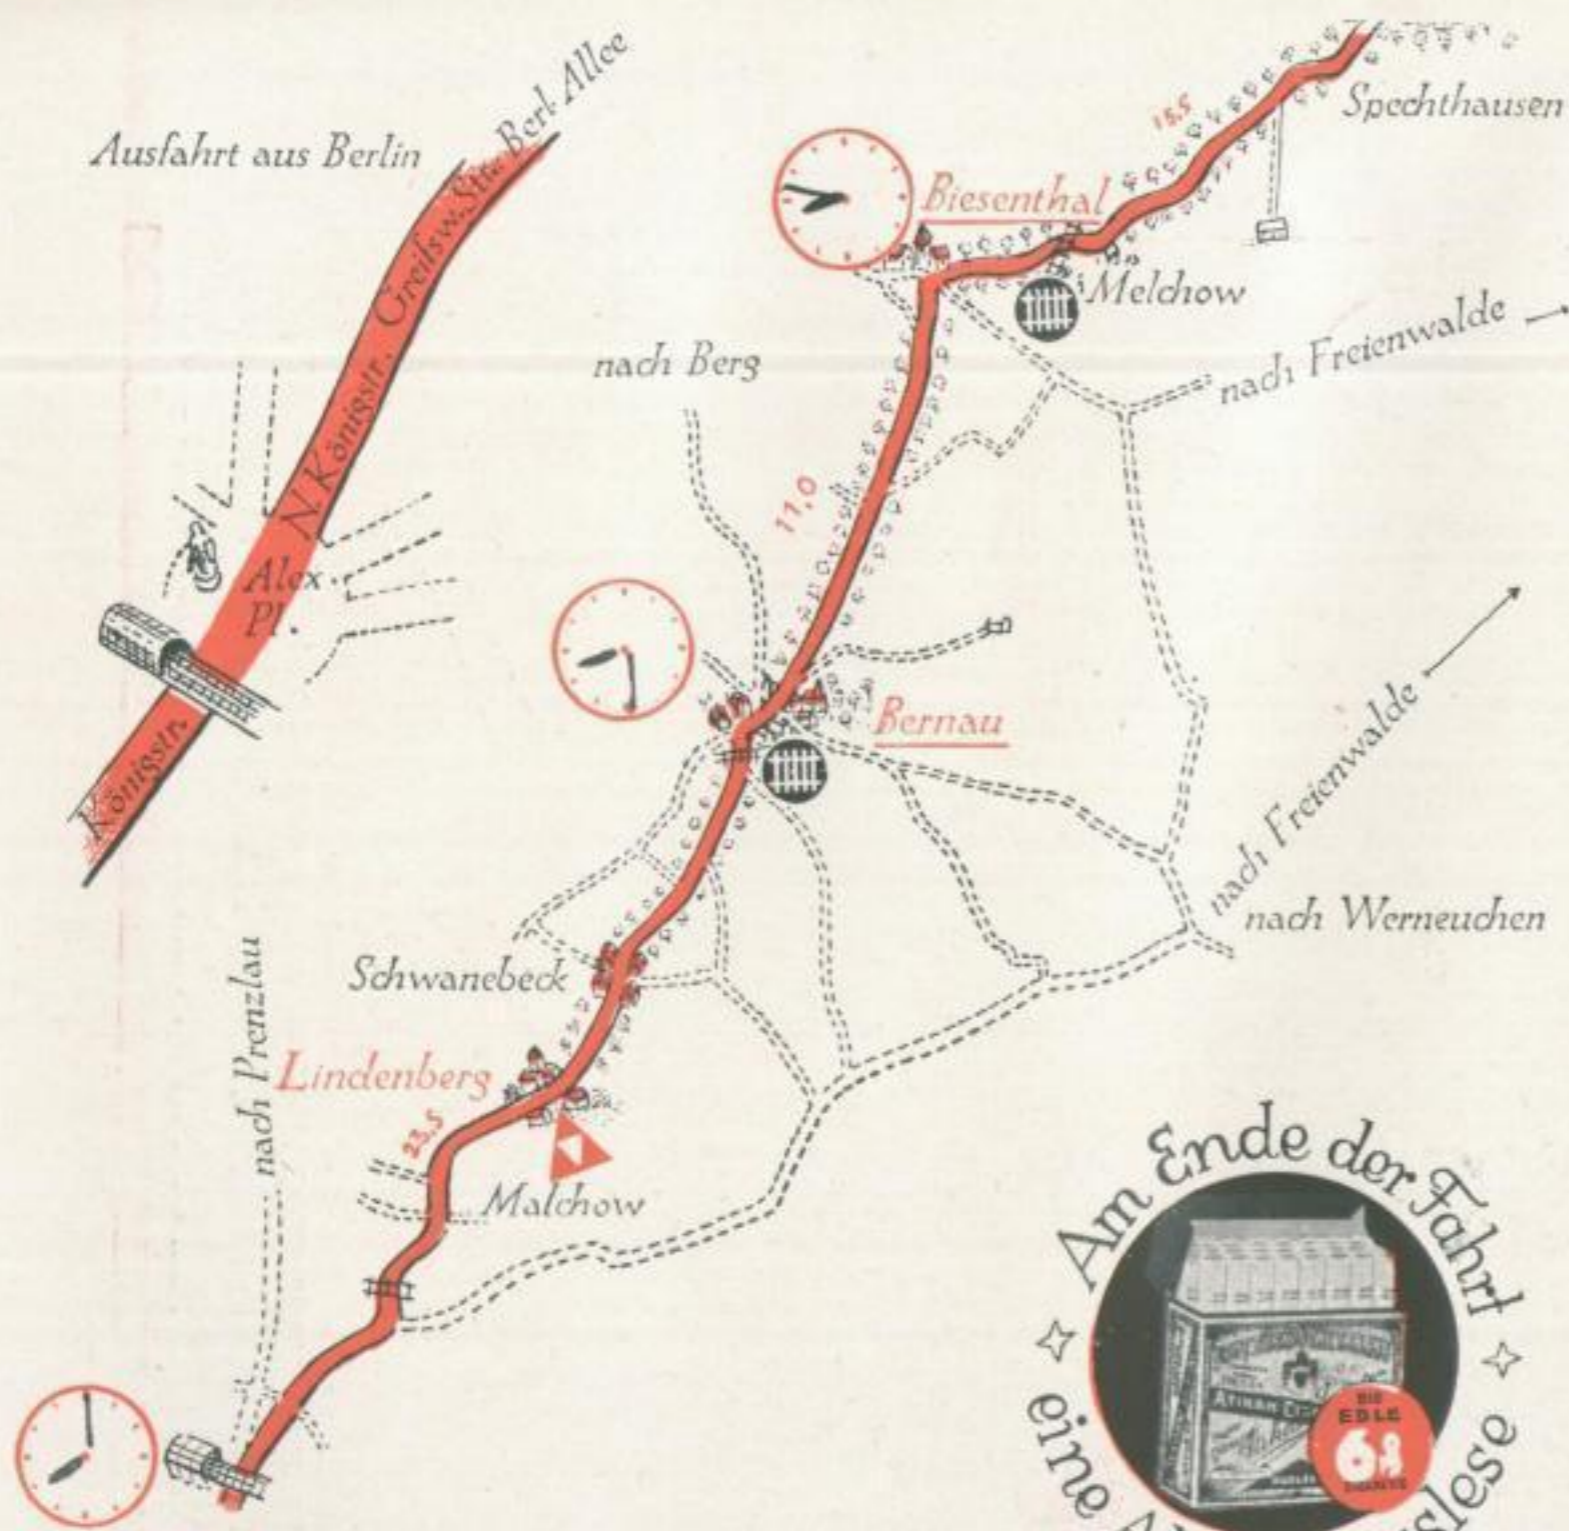 Ausfahrt aus Berlin
Königstr.
Alex
Pl.
N. Königstr. Greifsw. Str. Berl. Allee
Spechthausen
15,5
Biesenthal
Melchow
nach Freienwalde
nach Berg
11,0
Bernau
nach Freienwalde
nach Werneuchen
Schwanebeck
nach Prenzlau
Lindenberg
23,5
Malchow
Am Ende der Fahrt
eine
EDLE
6